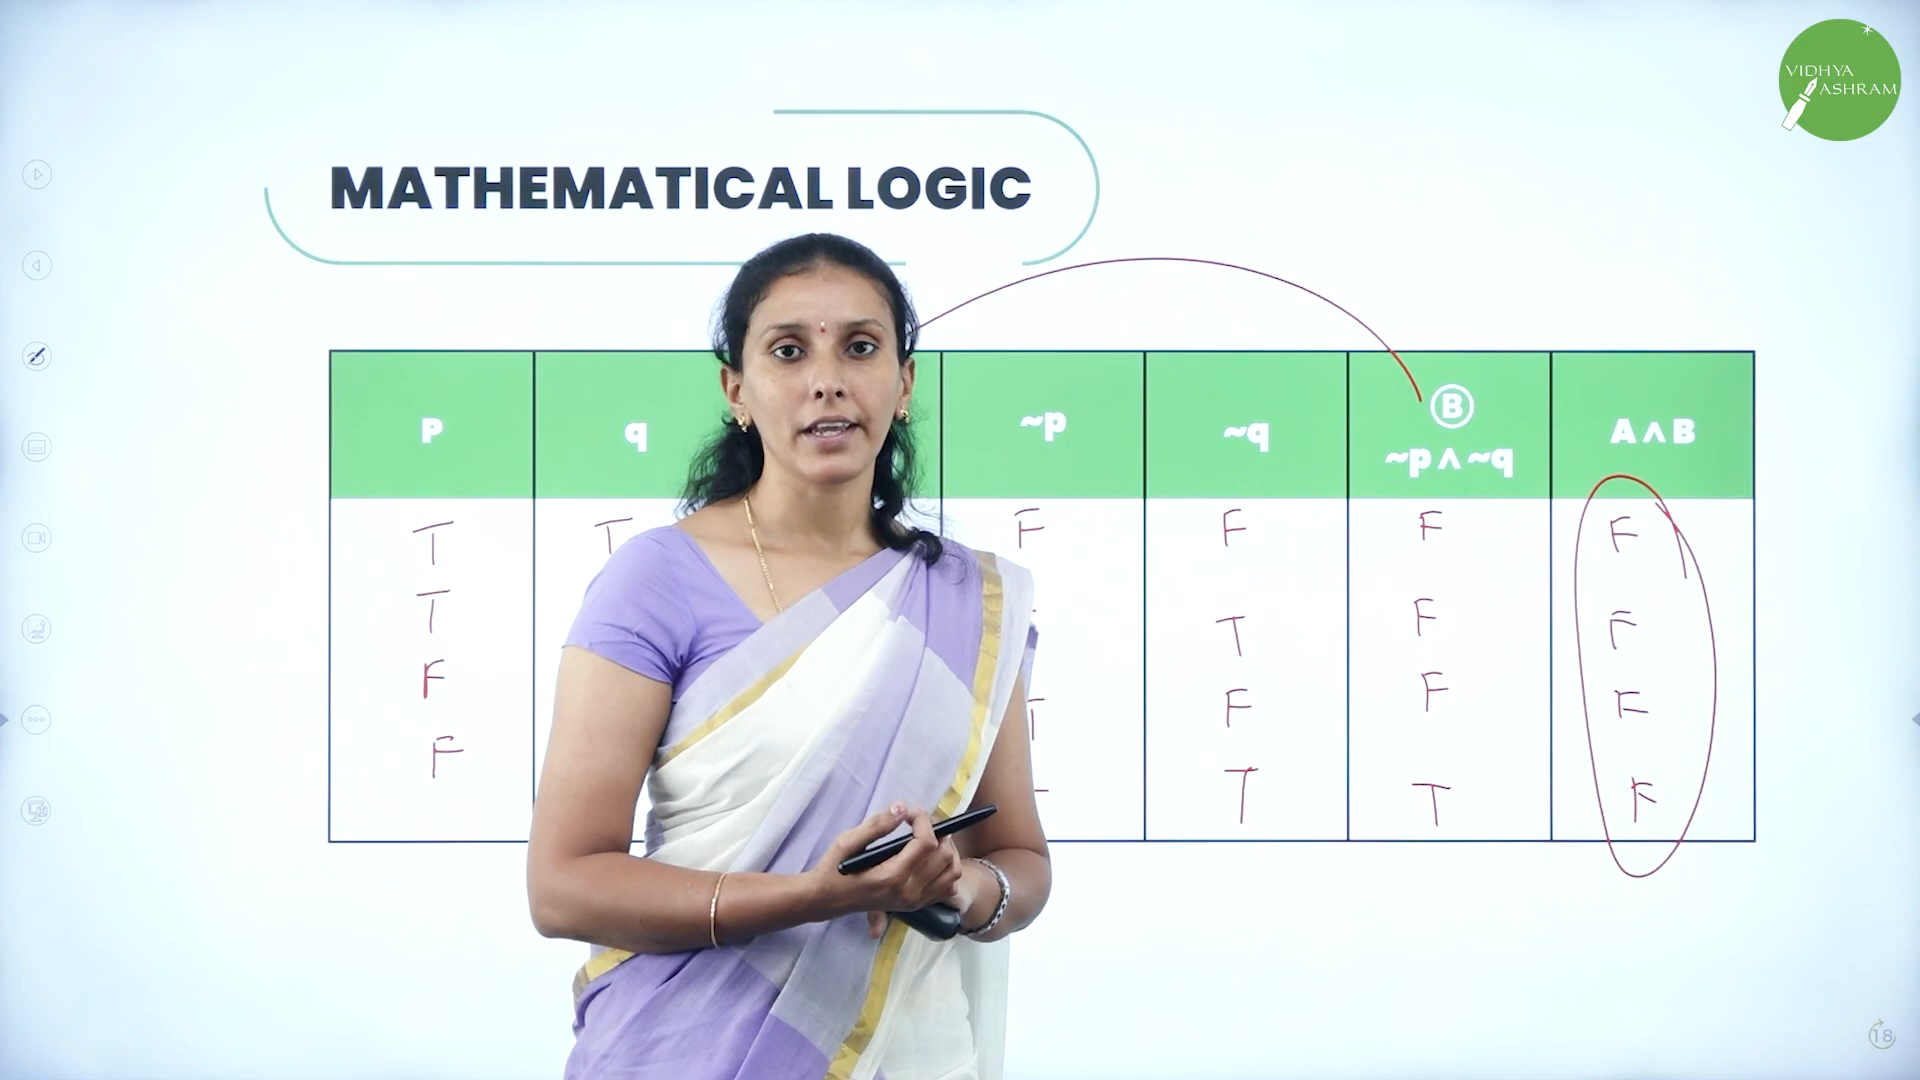 VIDHYA
ASHRAM
MATHEMATICAL LOGIC
P q ~p ~q Ⓑ ~p ∧ ~q A ∧ B
T T F F F F
T T F F
F F F F
F T T F
18